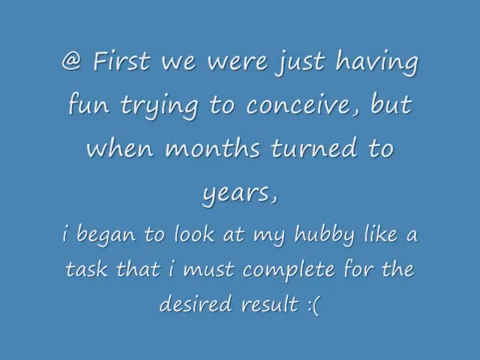 @ First we were just having
fun trying to conceive, but
when months turned to
years,
i began to look at my hubby like a
task that i must complete for the
desired result :(